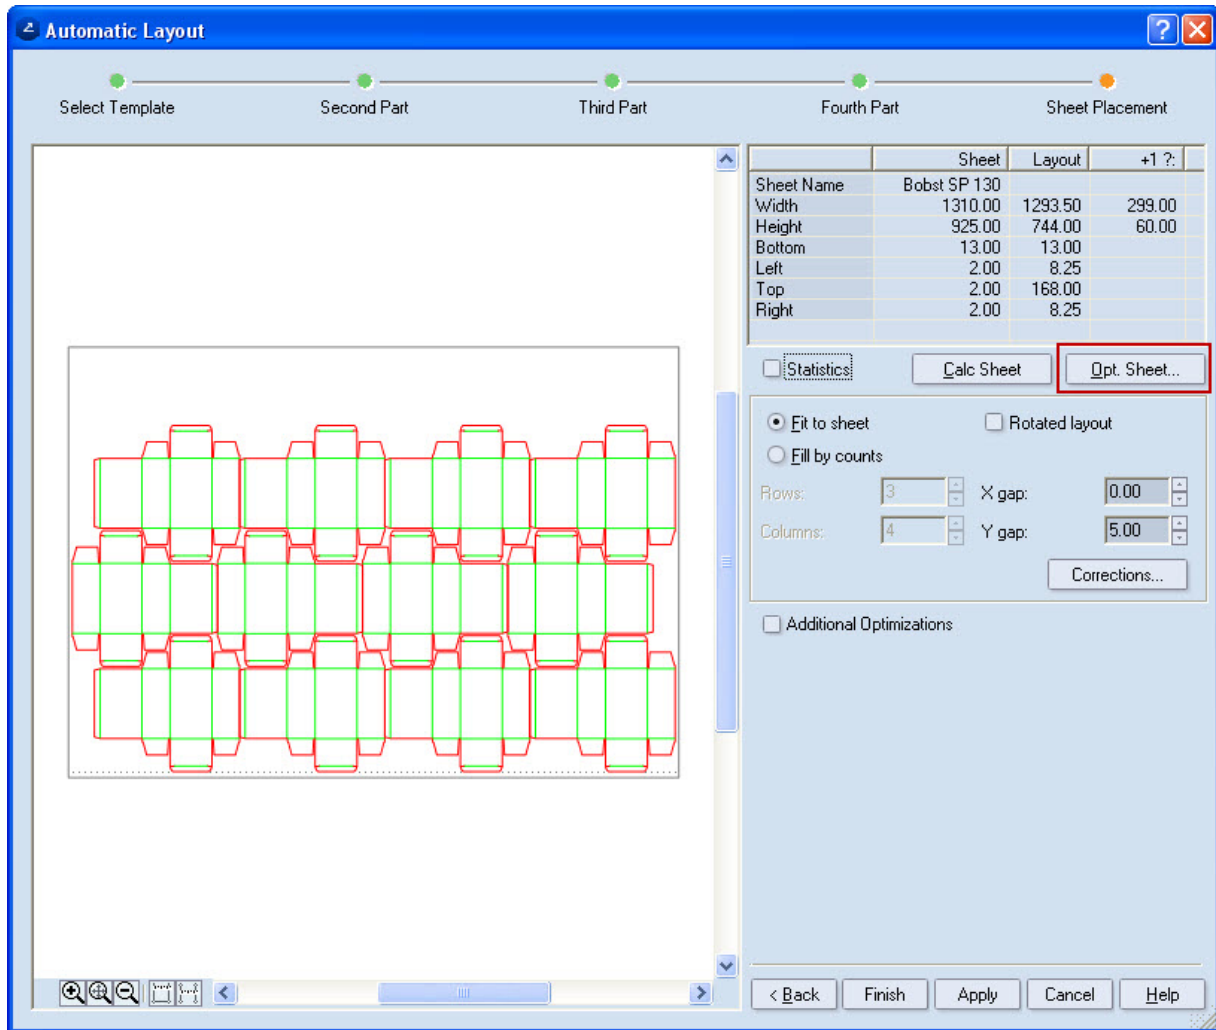 Automatic Layout
Select Template Second Part Third Part Fourth Part Sheet Placement
Sheet Layout +1 ?:
Sheet Name Bobst SP 130
Width 1310.00 1293.50 299.00
Height 925.00 744.00 60.00
Bottom 13.00 13.00
Left 2.00 8.25
Top 2.00 168.00
Right 2.00 8.25
Statistics Calc Sheet Opt. Sheet...
Fit to sheet Rotated layout
Fill by counts
Rows: 3 X gap: 0.00
Columns: 4 Y gap: 5.00
Corrections...
Additional Optimizations
< Back Finish Apply Cancel Help